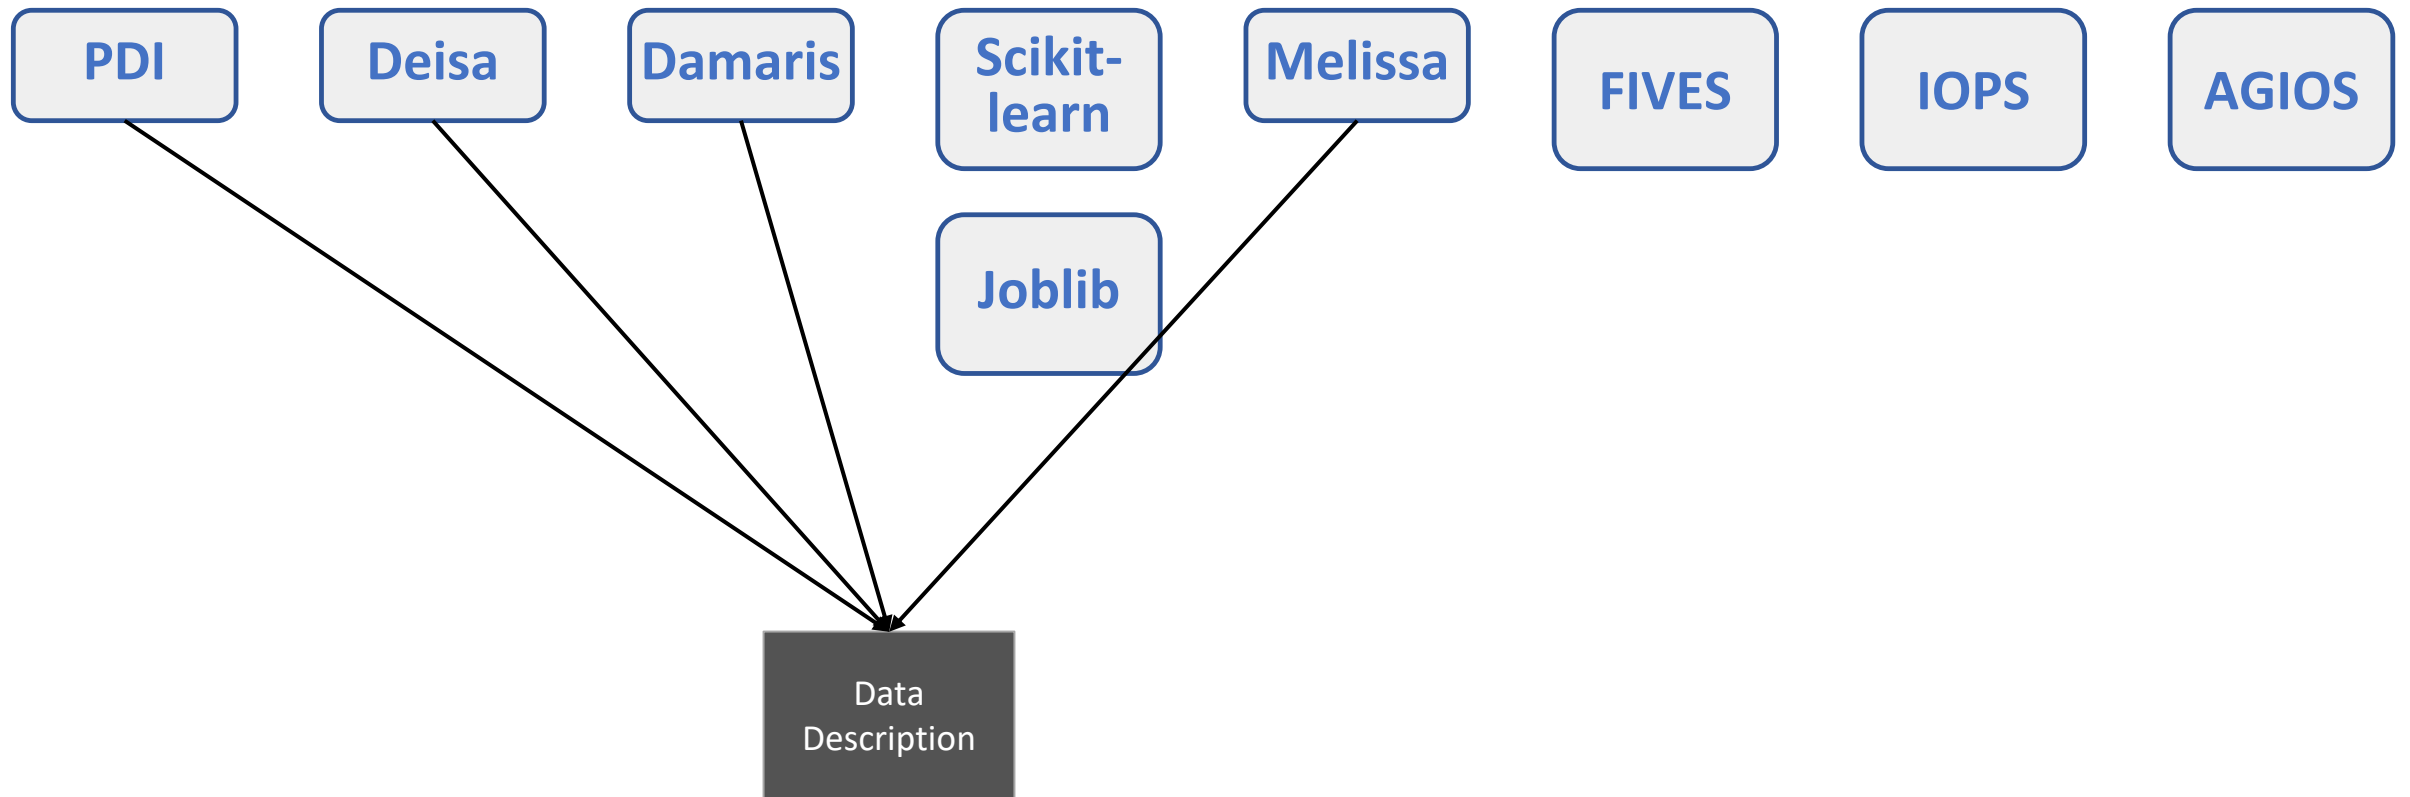 PDI
Deisa
Damaris
Scikit-
learn
Melissa
FIVES
IOPS
AGIOS
Joblib
Data
Description